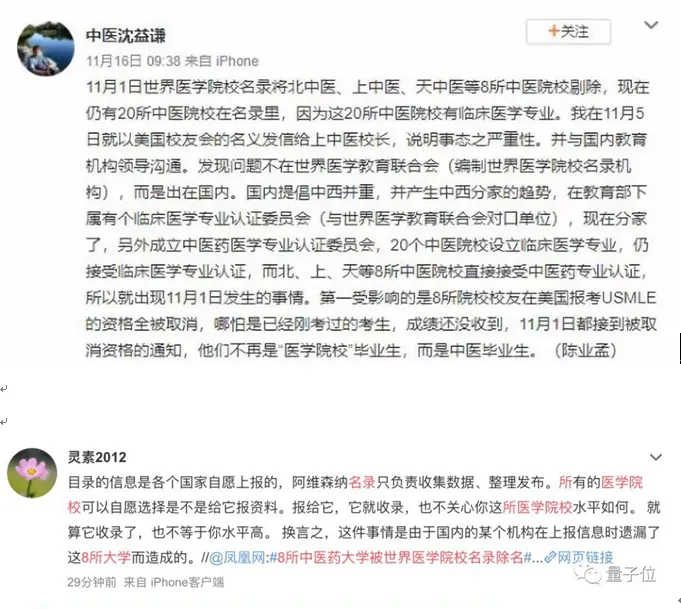 中医沈益谦
+关注
11月16日 09:38 来自 iPhone
11月1日世界医学院校名录将北中医、上中医、天中医等8所中医院校剔除，现在
仍有20所中医院校在名录里，因为这20所中医院校有临床医学专业。我在11月5
日就以美国校友会的名义发信给上中医校长，说明事态之严重性。并与国内教育
机构领导沟通。发现问题不在世界医学教育联合会（编制世界医学院校名录机
构），而是出在国内。国内提倡中西并重，并产生中西分家的趋势，在教育部下
属有个临床医学专业认证委员会（与世界医学教育联合会对口单位），现在分家
了，另外成立中医药医学专业认证委员会，20个中医院校设立临床医学专业，仍
接受临床医学专业认证，而北、上、天等8所中医院校直接接受中医药专业认证，
所以就出现11月1日发生的事情。第一受影响的是8所院校校友在美国报考USMLE
的资格全被取消，哪怕是已经刚考过的考生，成绩还没收到，11月1日都接到被取
消资格的通知，他们不再是“医学院校”毕业生，而是中医毕业生。（陈业孟）
灵素2012
目录的信息是各个国家自愿上报的，阿维森纳名录只负责收集数据、整理发布。所有的医学院
校可以自愿选择是不是给它报资料。报给它，它就收录，也不关心你这所医学院校水平如何。 就
算它收录了，也不等于你水平高。 换言之，这件事情是由于国内的某个机构在上报信息时遗漏了
这8所大学而造成的。//@凤凰网:#8所中医药大学被世界医学院校名录除名#...网页链接
29分钟前 来自 iPhone客户端
量子位